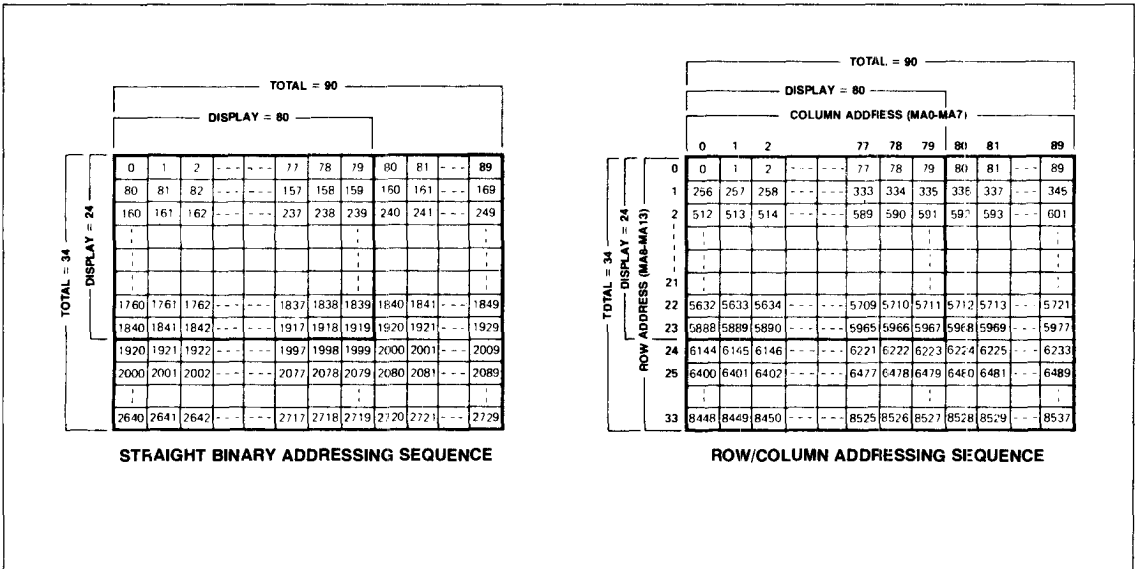 TOTAL = 90
DISPLAY = 80
TOTAL = 34
DISPLAY = 24
0 1 2 - - - - - - 77 78 79 80 81 - - - 89
80 81 82 - - - - - - 157 158 159 160 161 - - - 169
160 161 162 - - - - - - 237 238 239 240 241 - - - 249
1760 1761 1762 - - - - - - 1837 1838 1839 1840 1841 - - - 1849
1840 1841 1842 - - - - - - 1917 1918 1919 1920 1921 - - - 1929
1920 1921 1922 - - - - - - 1997 1998 1999 2000 2001 - - - 2009
2000 2001 2002 - - - - - - 2077 2078 2079 2080 2081 - - - 2089
2640 2641 2642 - - - - - - 2717 2718 2719 2720 2721 - - - 2729
STRAIGHT BINARY ADDRESSING SEQUENCE
TOTAL = 90
DISPLAY = 80
COLUMN ADDRESS (MA0-MA7)
TOTAL = 34
DISPLAY = 24
ROW ADDRESS (MA8-MA13)
0 1 2 77 78 79 80 81 89
0 0 1 2 - - - - - - 77 78 79 80 81 - - - 89
1 256 257 258 - - - - - - 333 334 335 336 337 - - - 345
2 512 513 514 - - - - - - 589 590 591 592 593 - - - 601
21
22 5632 5633 5634 - - - - - - 5709 5710 5711 5712 5713 - - - 5721
23 5888 5889 5890 - - - - - - 5965 5966 5967 5968 5969 - - - 5977
24 6144 6145 6146 - - - - - - 6221 6222 6223 6224 6225 - - - 6233
25 6400 6401 6402 - - - - - - 6477 6478 6479 6480 6481 - - - 6489
33 8448 8449 8450 - - - - - - 8525 8526 8527 8528 8529 - - - 8537
ROW/COLUMN ADDRESSING SEQUENCE